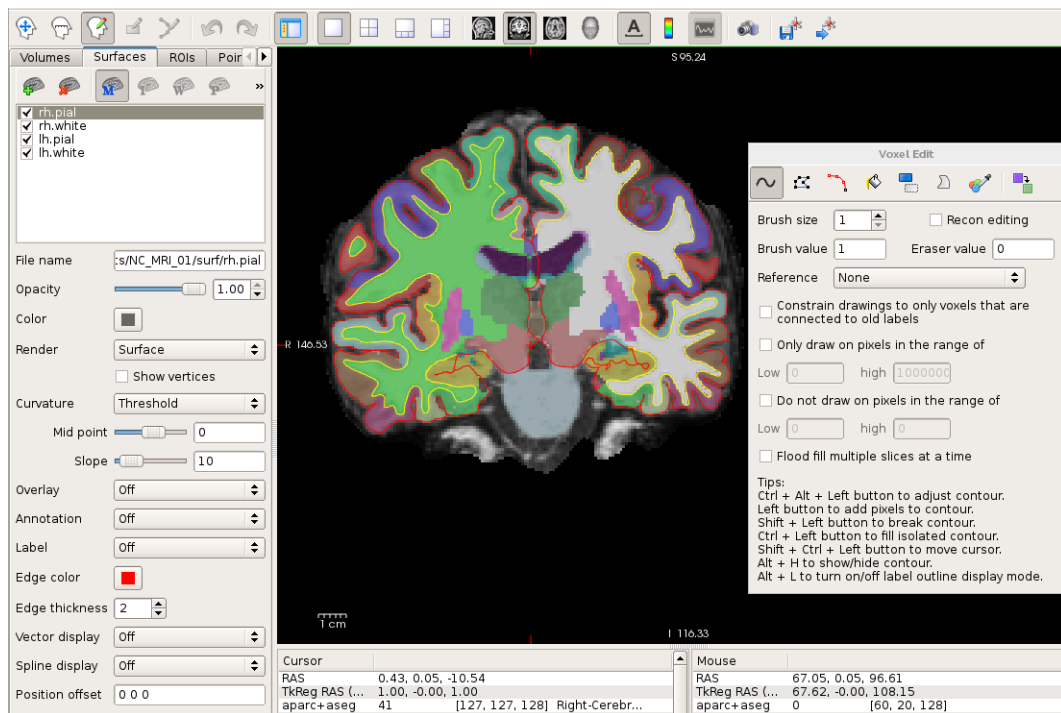 Volumes Surfaces ROIs Poir
M I W P »
rh.pial
rh.white
lh.pial
lh.white
File name :s/NC_MRI_01/surf/rh.pial
Opacity 1.00
Color
Render Surface
Show vertices
Curvature Threshold
Mid point 0
Slope 10
Overlay Off
Annotation Off
Label Off
Edge color
Edge thickness 2
Vector display Off
Spline display Off
Position offset 0 0 0
A
S 95.24
R 146.53
1 cm
I 116.33
Voxel Edit
Brush size 1 Recon editing
Brush value 1 Eraser value 0
Reference None
Constrain drawings to only voxels that are
connected to old labels
Only draw on pixels in the range of
Low 0 high 1000000
Do not draw on pixels in the range of
Low 0 high 0
Flood fill multiple slices at a time
Tips:
Ctrl + Alt + Left button to adjust contour.
Left button to add pixels to contour.
Shift + Left button to break contour.
Ctrl + Left button to fill isolated contour.
Shift + Ctrl + Left button to move cursor.
Alt + H to show/hide contour.
Alt + L to turn on/off label outline display mode.
Cursor
RAS 0.43, 0.05, -10.54
TkReg RAS (... 1.00, -0.00, 1.00
aparc+aseg 41 [127, 127, 128] Right-Cerebr...
Mouse
RAS 67.05, 0.05, 96.61
TkReg RAS (... 67.62, -0.00, 108.15
aparc+aseg 0 [60, 20, 128]